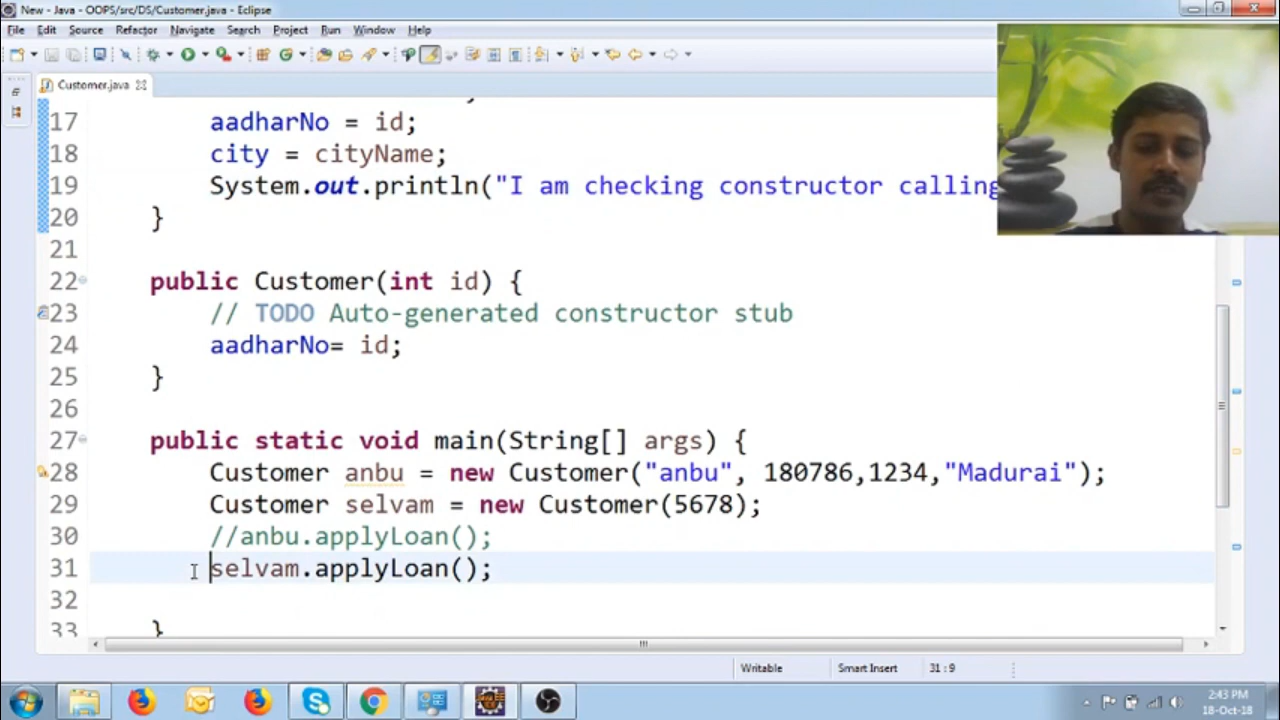 New - Java - OOPS/src/DS/Customer.java - Eclipse
File Edit Source Refactor Navigate Search Project Run Window Help
Customer.java
17 aadharNo = id;
18 city = cityName;
19 System.out.println("I am checking constructor calling
20 }
21
22 public Customer(int id) {
23 // TODO Auto-generated constructor stub
24 aadharNo= id;
25 }
26
27 public static void main(String[] args) {
28 Customer anbu = new Customer("anbu", 180786,1234,"Madurai");
29 Customer selvam = new Customer(5678);
30 //anbu.applyLoan();
31 selvam.applyLoan();
32
33 }
Writable Smart Insert 31 : 9
2:43 PM
18-Oct-18